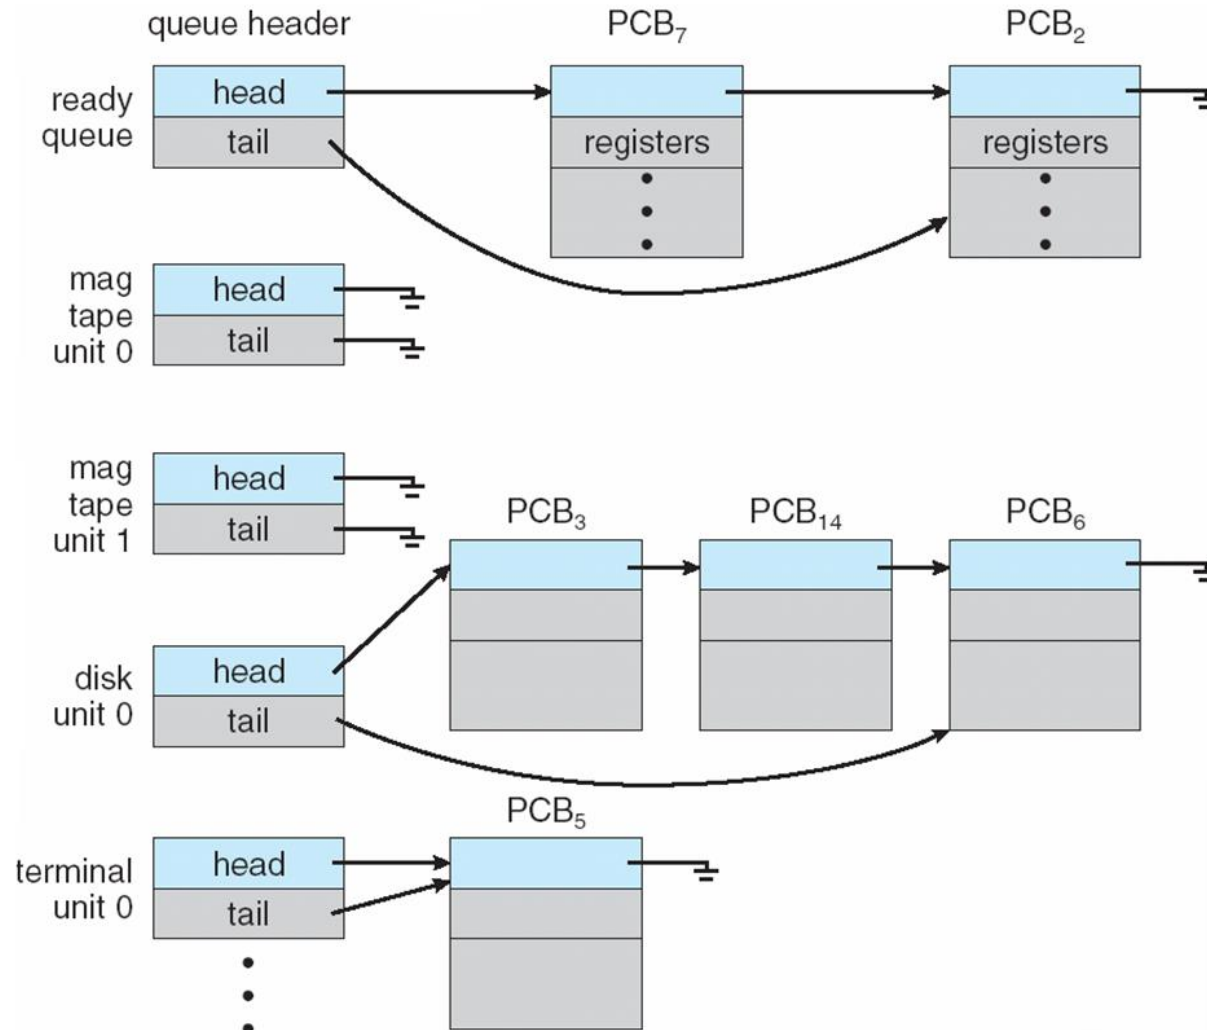 queue header
PCB₇
PCB₂
ready
queue
head
tail
registers
registers
mag
tape
unit 0
head
tail
mag
tape
unit 1
head
tail
PCB₃
PCB₁₄
PCB₆
disk
unit 0
head
tail
PCB₅
terminal
unit 0
head
tail